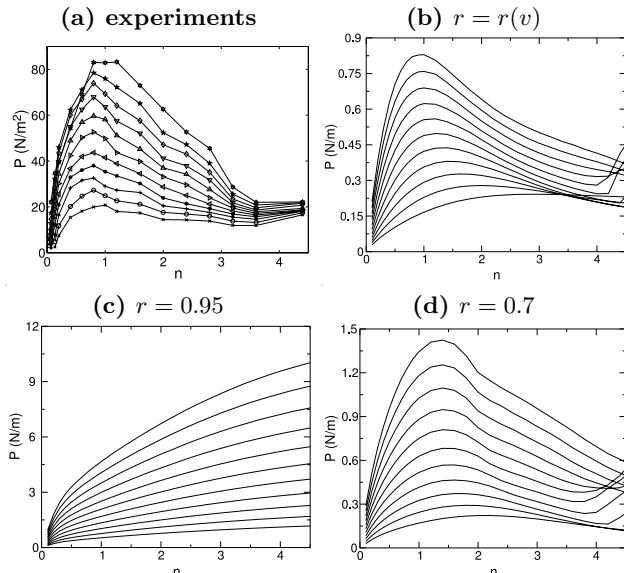 (a) experiments
(b) r = r(v)
P (N/m²)
80
60
40
20
0
0 1 2 3 4
n
P (N/m)
0.9
0.75
0.6
0.45
0.3
0.15
0
0 1 2 3 4
n
(c) r = 0.95
(d) r = 0.7
P (N/m)
12
9
6
3
0
0 1 2 3 4
n
P (N/m)
1.5
1.2
0.9
0.6
0.3
0
0 1 2 3 4
n